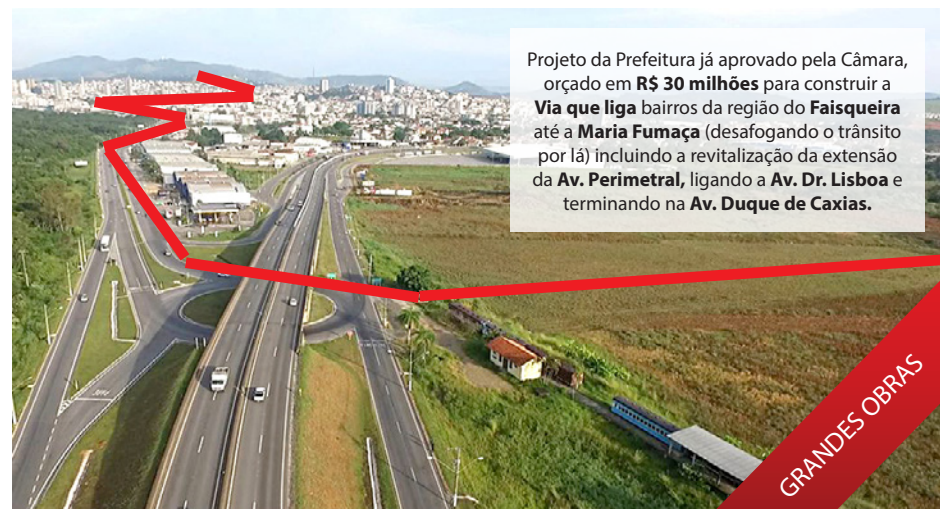 Projeto da Prefeitura já aprovado pela Câmara,
orçado em R$ 30 milhões para construir a
Via que liga bairros da região do Faisqueira
até a Maria Fumaça (desafogando o trânsito
por lá) incluindo a revitalização da extensão
da Av. Perimetral, ligando a Av. Dr. Lisboa e
terminando na Av. Duque de Caxias.
GRANDES OBRAS